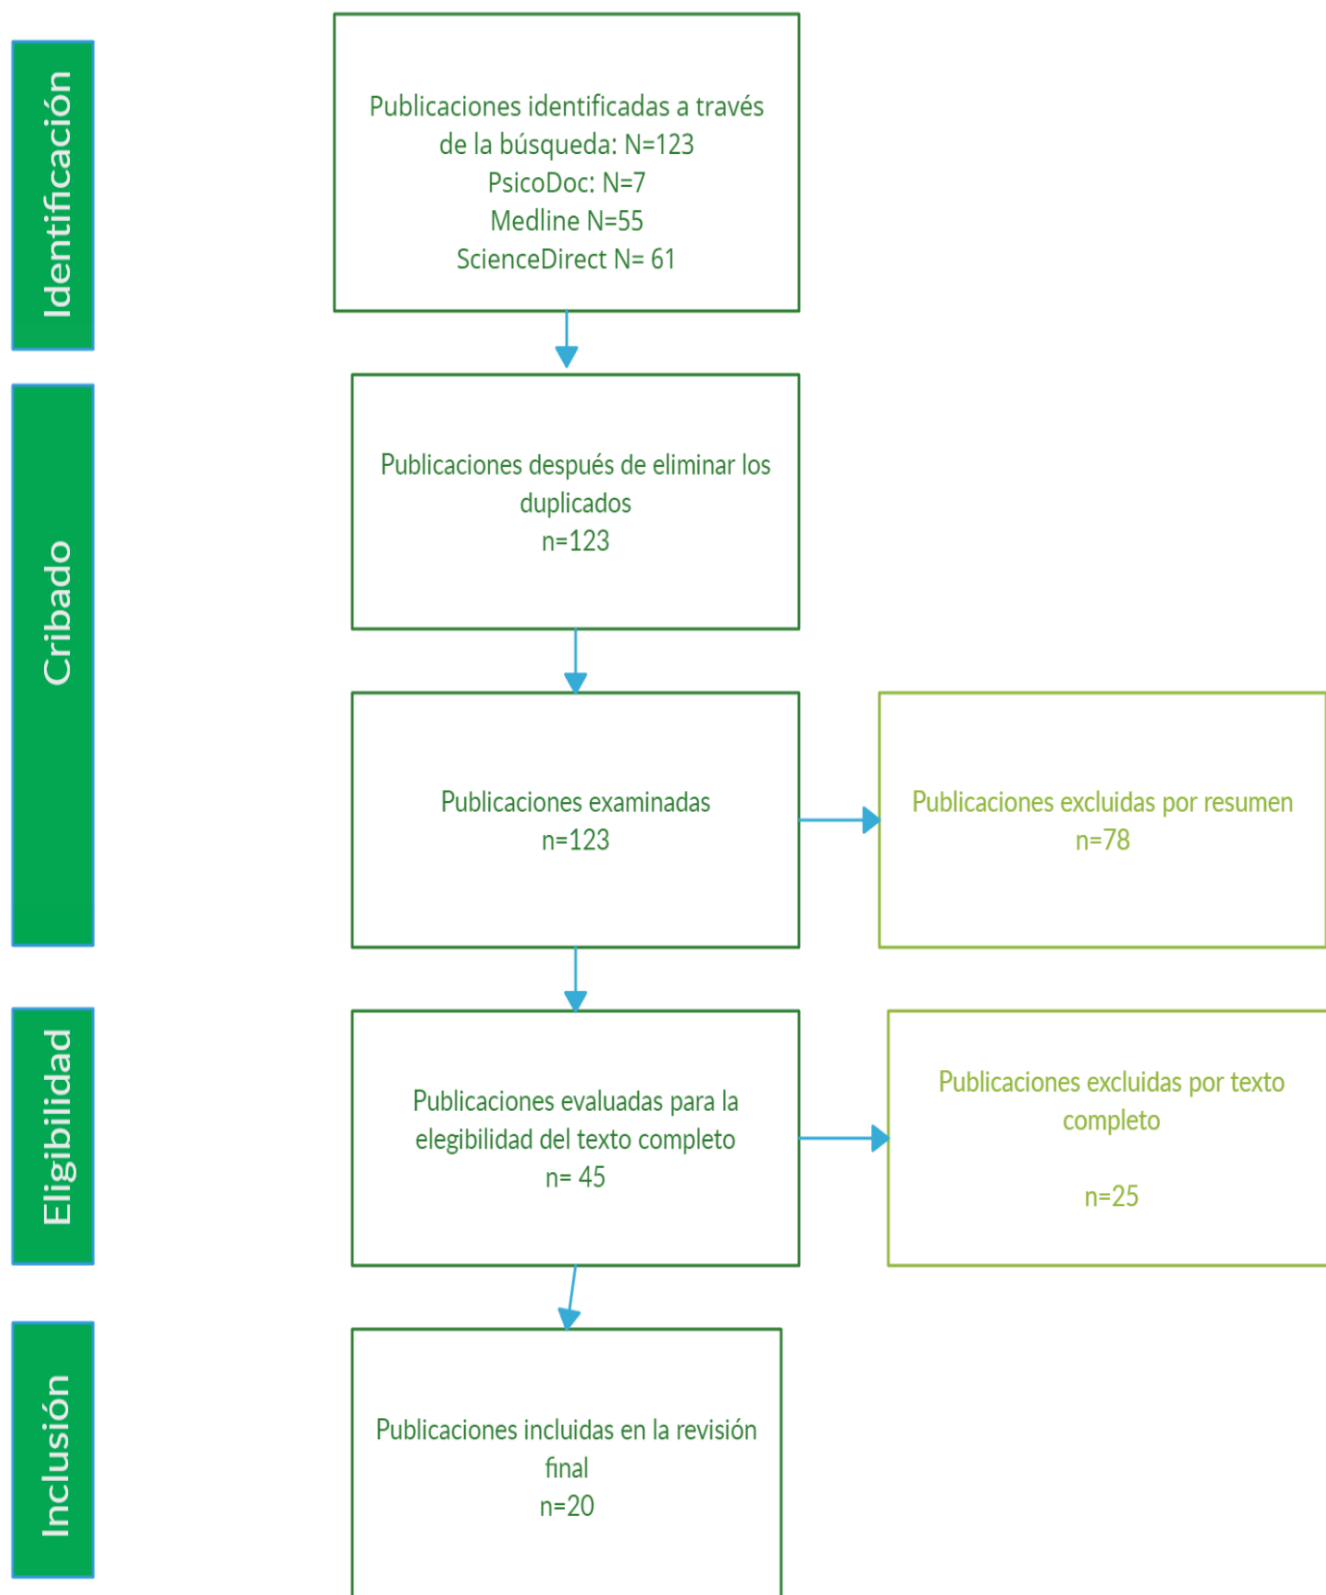 Identificación
Publicaciones identificadas a través
de la búsqueda: N=123
PsicoDoc: N=7
Medline N=55
ScienceDirect N= 61
Cribado
Publicaciones después de eliminar los
duplicados
n=123
Publicaciones examinadas
n=123
Publicaciones excluidas por resumen
n=78
Eligibilidad
Publicaciones evaluadas para la
elegibilidad del texto completo
n= 45
Publicaciones excluidas por texto
completo
n=25
Inclusión
Publicaciones incluidas en la revisión
final
n=20